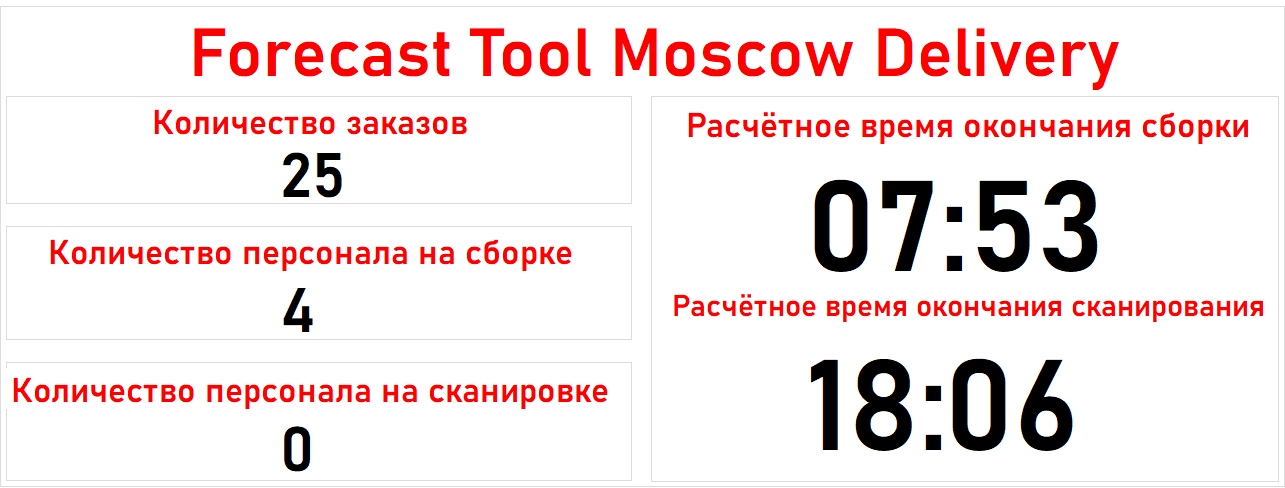 Forecast Tool Moscow Delivery
Количество заказов
25
Количество персонала на сборке
4
Количество персонала на сканировке
0
Расчётное время окончания сборки
07:53
Расчётное время окончания сканирования
18:06